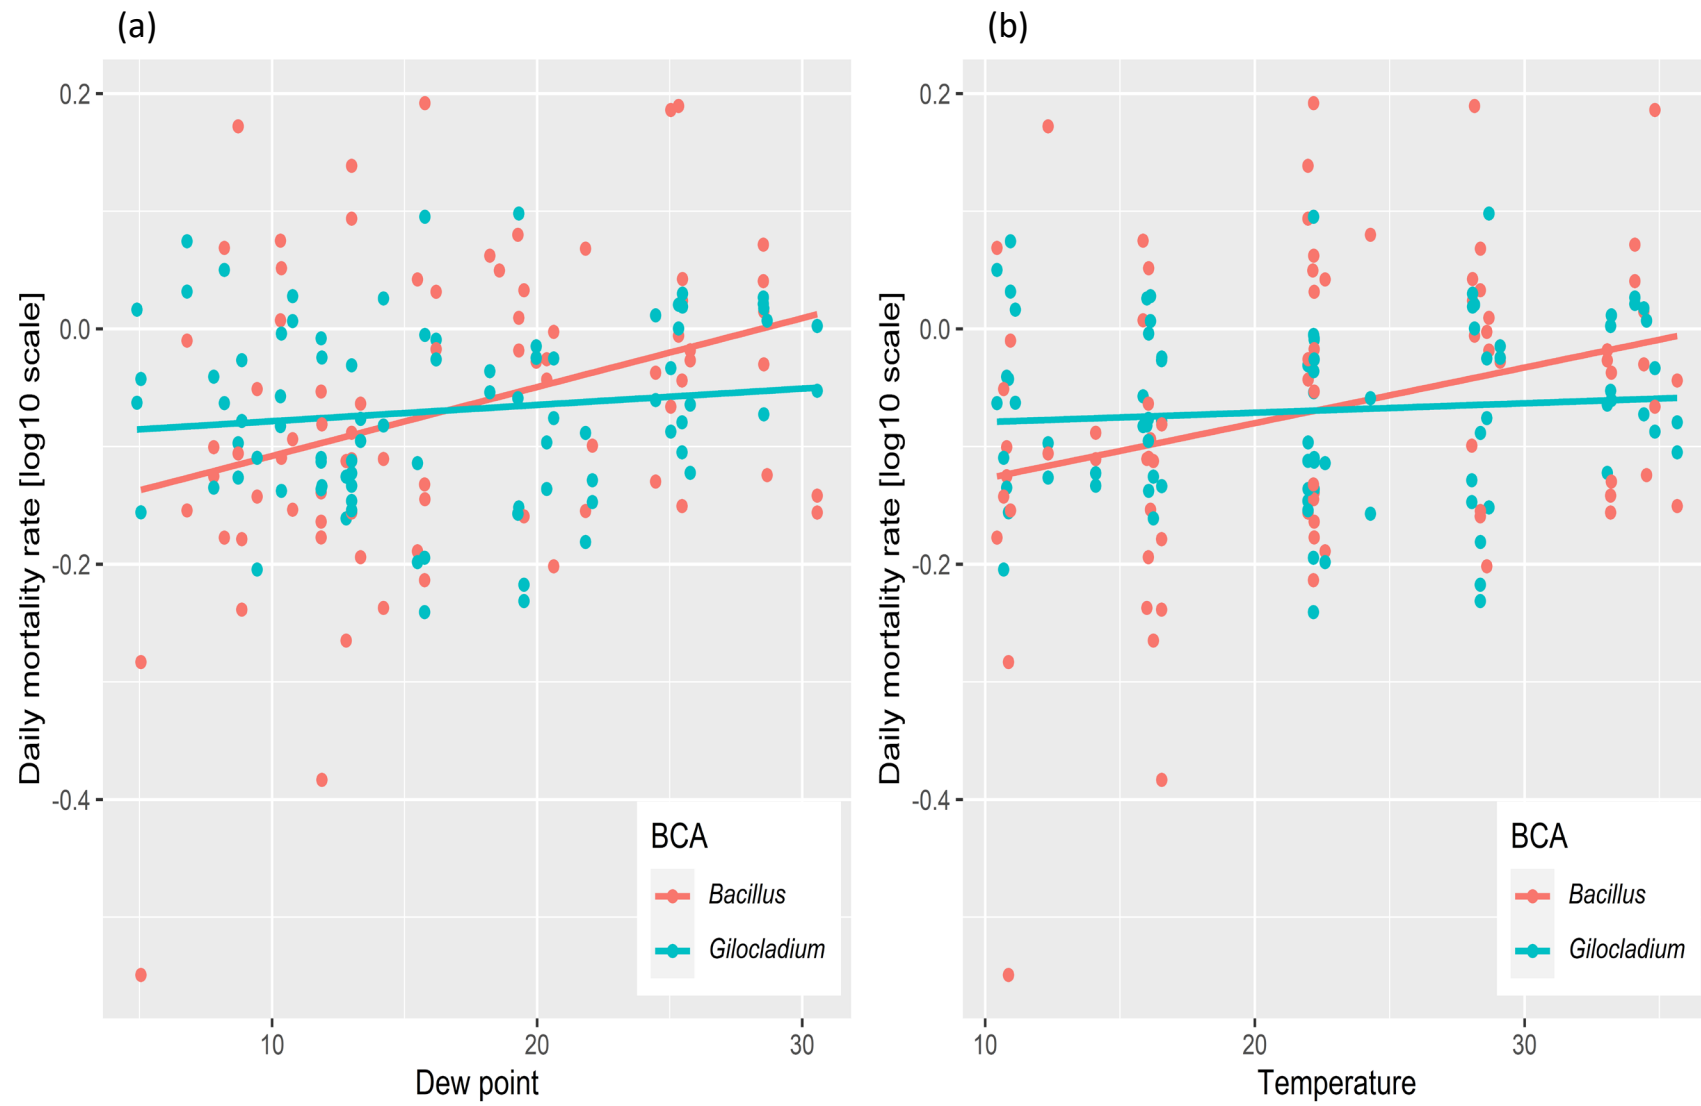 (a)
(b)
Daily mortality rate [log10 scale]
0.2
0.0
-0.2
-0.4
10
20
30
Dew point
BCA
Bacillus
Gilocladium
Daily mortality rate [log10 scale]
0.2
0.0
-0.2
-0.4
10
20
30
Temperature
BCA
Bacillus
Gilocladium